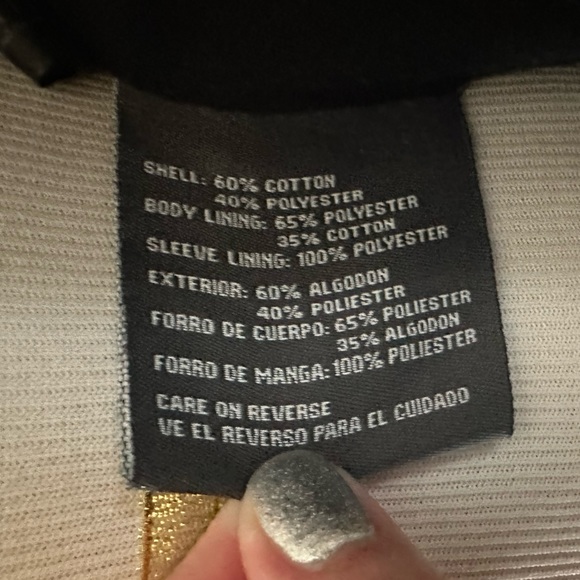 SHELL: 60% COTTON
40% POLYESTER
BODY LINING: 65% POLYESTER
35% COTTON
SLEEVE LINING: 100% POLYESTER
EXTERIOR: 60% ALGODON
40% POLIESTER
FORRO DE CUERPO: 65% POLIESTER
35% ALGODON
FORRO DE MANGA: 100% POLIESTER
CARE ON REVERSE
VE EL REVERSO PARA EL CUIDADO